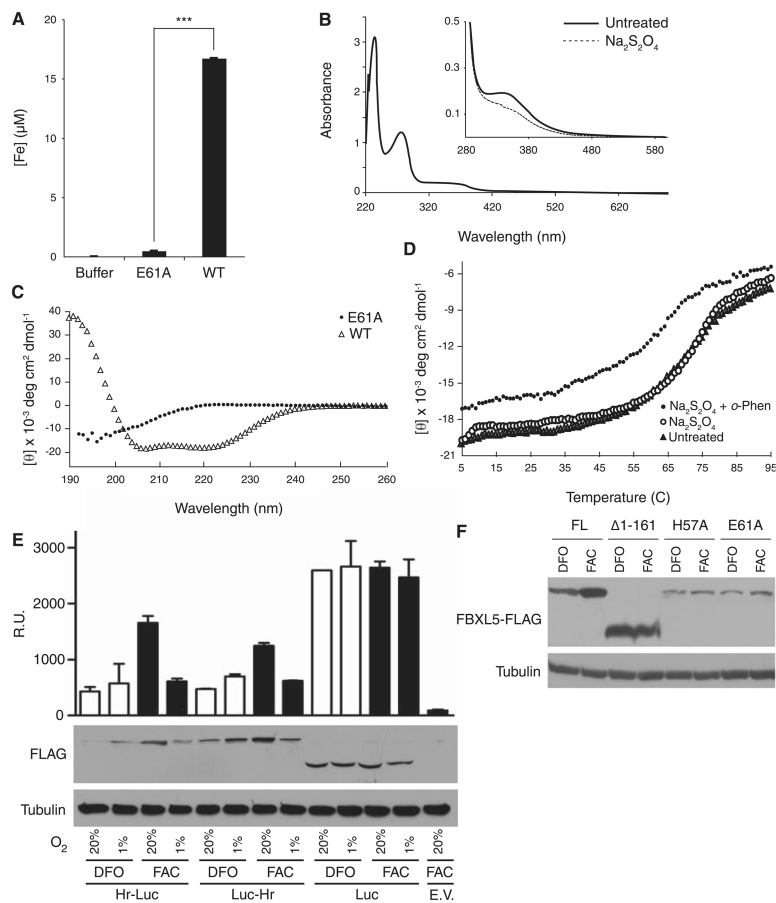 A
[Fe] (µM)
20
15
10
5
0
***
Buffer
E61A
WT
B
Absorbance
3
2
1
0
220
320
420
520
620
Wavelength (nm)
0.5
0.3
0.1
280
380
480
580
Untreated
Na2S2O4
C
[θ] x 10-3 deg cm2 dmol-1
40
30
20
10
0
-10
-20
190
200
210
220
230
240
250
260
Wavelength (nm)
E61A
WT
D
[θ] x 10-3 deg cm2 dmol-1
-6
-9
-12
-15
-18
-21
5
15
25
35
45
55
65
75
85
95
Temperature (C)
Na2S2O4 + o-Phen
Na2S2O4
Untreated
E
R.U.
3000
2000
1000
0
FLAG
Tubulin
O2
20%
1%
20%
1%
20%
1%
20%
1%
20%
1%
20%
1%
20%
DFO
FAC
DFO
FAC
DFO
FAC
FAC
Hr-Luc
Luc-Hr
Luc
E.V.
F
FL
Δ1-161
H57A
E61A
DFO
FAC
DFO
FAC
DFO
FAC
DFO
FAC
FBXL5-FLAG
Tubulin